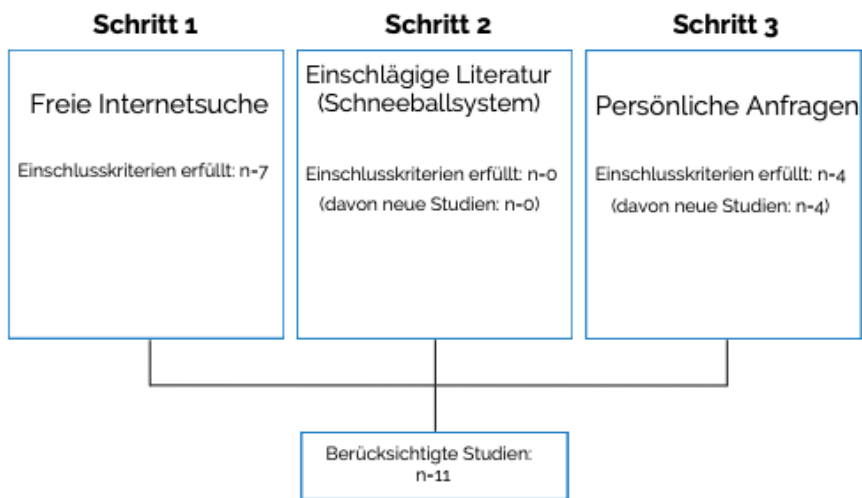 Schritt 1
Freie Internetsuche
Einschlusskriterien erfüllt: n=7
Schritt 2
Einschlägige Literatur
(Schneeballsystem)
Einschlusskriterien erfüllt: n=0
(davon neue Studien: n=0)
Schritt 3
Persönliche Anfragen
Einschlusskriterien erfüllt: n=4
(davon neue Studien: n=4)
Berücksichtigte Studien:
n=11